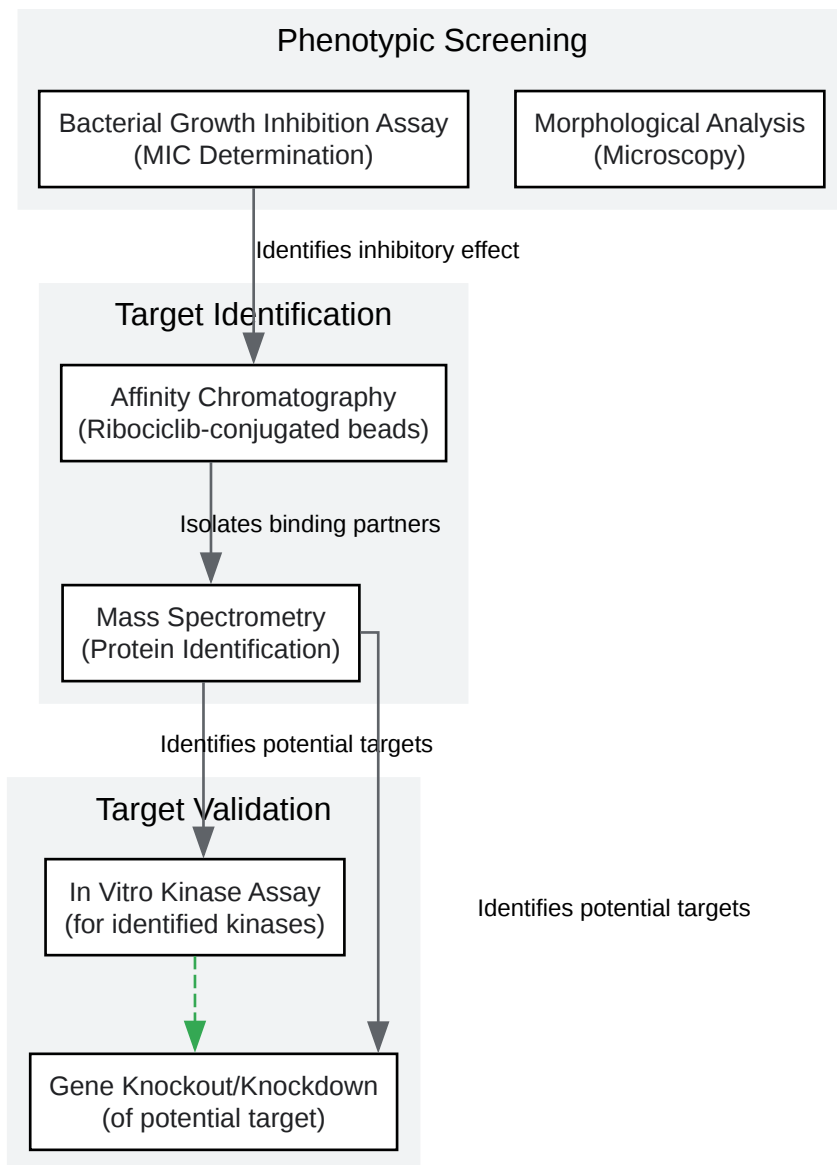 Phenotypic Screening
Bacterial Growth Inhibition Assay
(MIC Determination)
Morphological Analysis
(Microscopy)
Identifies inhibitory effect
Target Identification
Affinity Chromatography
(Ribociclib-conjugated beads)
Isolates binding partners
Mass Spectrometry
(Protein Identification)
Identifies potential targets
Target Validation
In Vitro Kinase Assay
(for identified kinases)
Identifies potential targets
Gene Knockout/Knockdown
(of potential target)